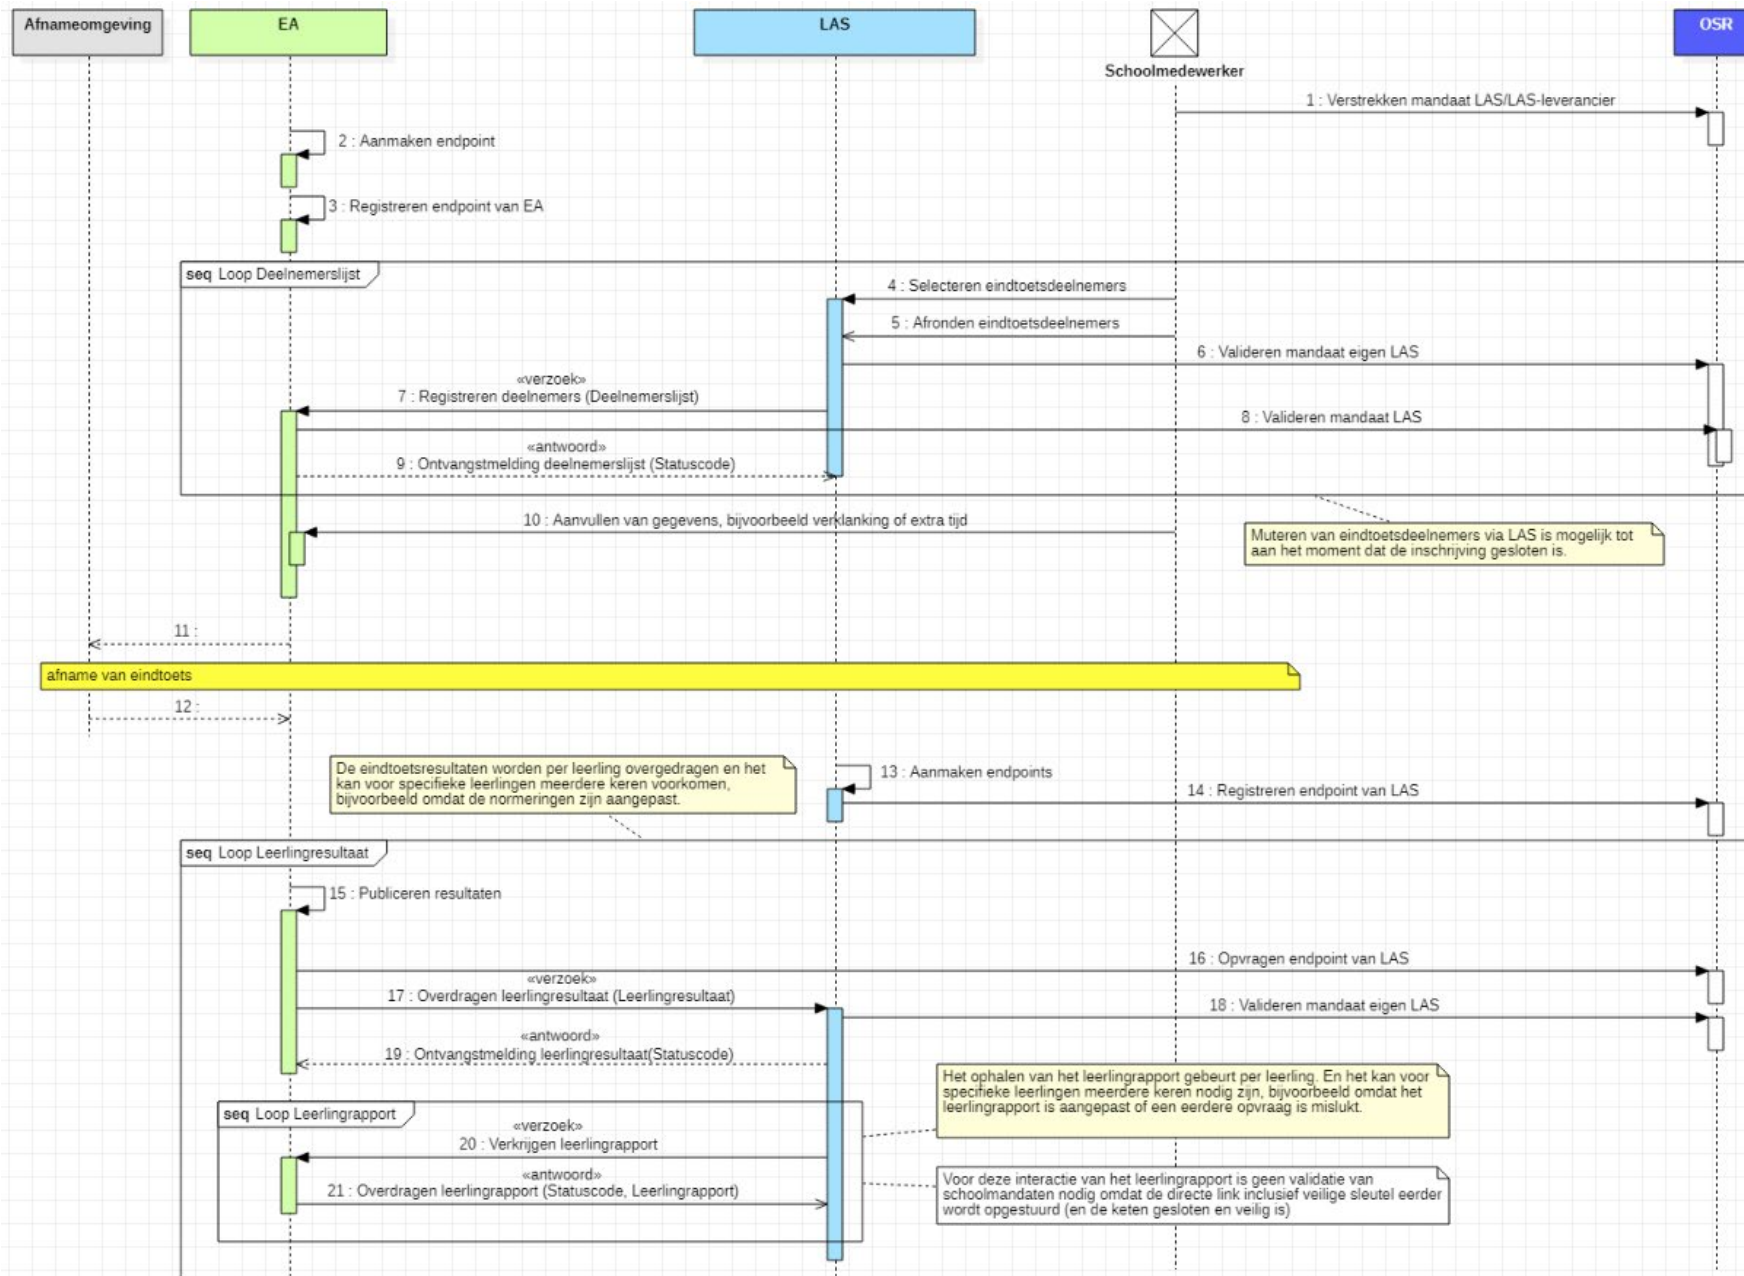 Afnameomgeving
EA
LAS
Schoolmedewerker
OSR
1 : Verstrekken mandaat LAS/LAS-leverancier
2 : Aanmaken endpoint
3 : Registreren endpoint van EA
seq Loop Deelnemerslijst
4 : Selecteren eindtoetsdeelnemers
5 : Afronden eindtoetsdeelnemers
6 : Valideren mandaat eigen LAS
«verzoek»
7 : Registreren deelnemers (Deelnemerslijst)
8 : Valideren mandaat LAS
«antwoord»
9 : Ontvangstmelding deelnemerslijst (Statuscode)
10 : Aanvullen van gegevens, bijvoorbeeld verklanking of extra tijd
Muteren van eindtoetsdeelnemers via LAS is mogelijk tot
aan het moment dat de inschrijving gesloten is.
11 :
afname van eindtoets
12 :
De eindtoetsresultaten worden per leerling overgedragen en het
kan voor specifieke leerlingen meerdere keren voorkomen,
bijvoorbeeld omdat de normeringen zijn aangepast.
13 : Aanmaken endpoints
14 : Registreren endpoint van LAS
seq Loop Leerlingresultaat
15 : Publiceren resultaten
16 : Opvragen endpoint van LAS
«verzoek»
17 : Overdragen leerlingresultaat (Leerlingresultaat)
18 : Valideren mandaat eigen LAS
«antwoord»
19 : Ontvangstmelding leerlingresultaat(Statuscode)
Het ophalen van het leerlingrapport gebeurt per leerling. En het kan voor
specifieke leerlingen meerdere keren nodig zijn, bijvoorbeeld omdat het
leerlingrapport is aangepast of een eerdere opvraag is mislukt.
seq Loop Leerlingrapport
«verzoek»
20 : Verkrijgen leerlingrapport
«antwoord»
21 : Overdragen leerlingrapport (Statuscode, Leerlingrapport)
Voor deze interactie van het leerlingrapport is geen validatie van
schoolmandaten nodig omdat de directe link inclusief veilige sleutel eerder
wordt opgestuurd (en de keten gesloten en veilig is)